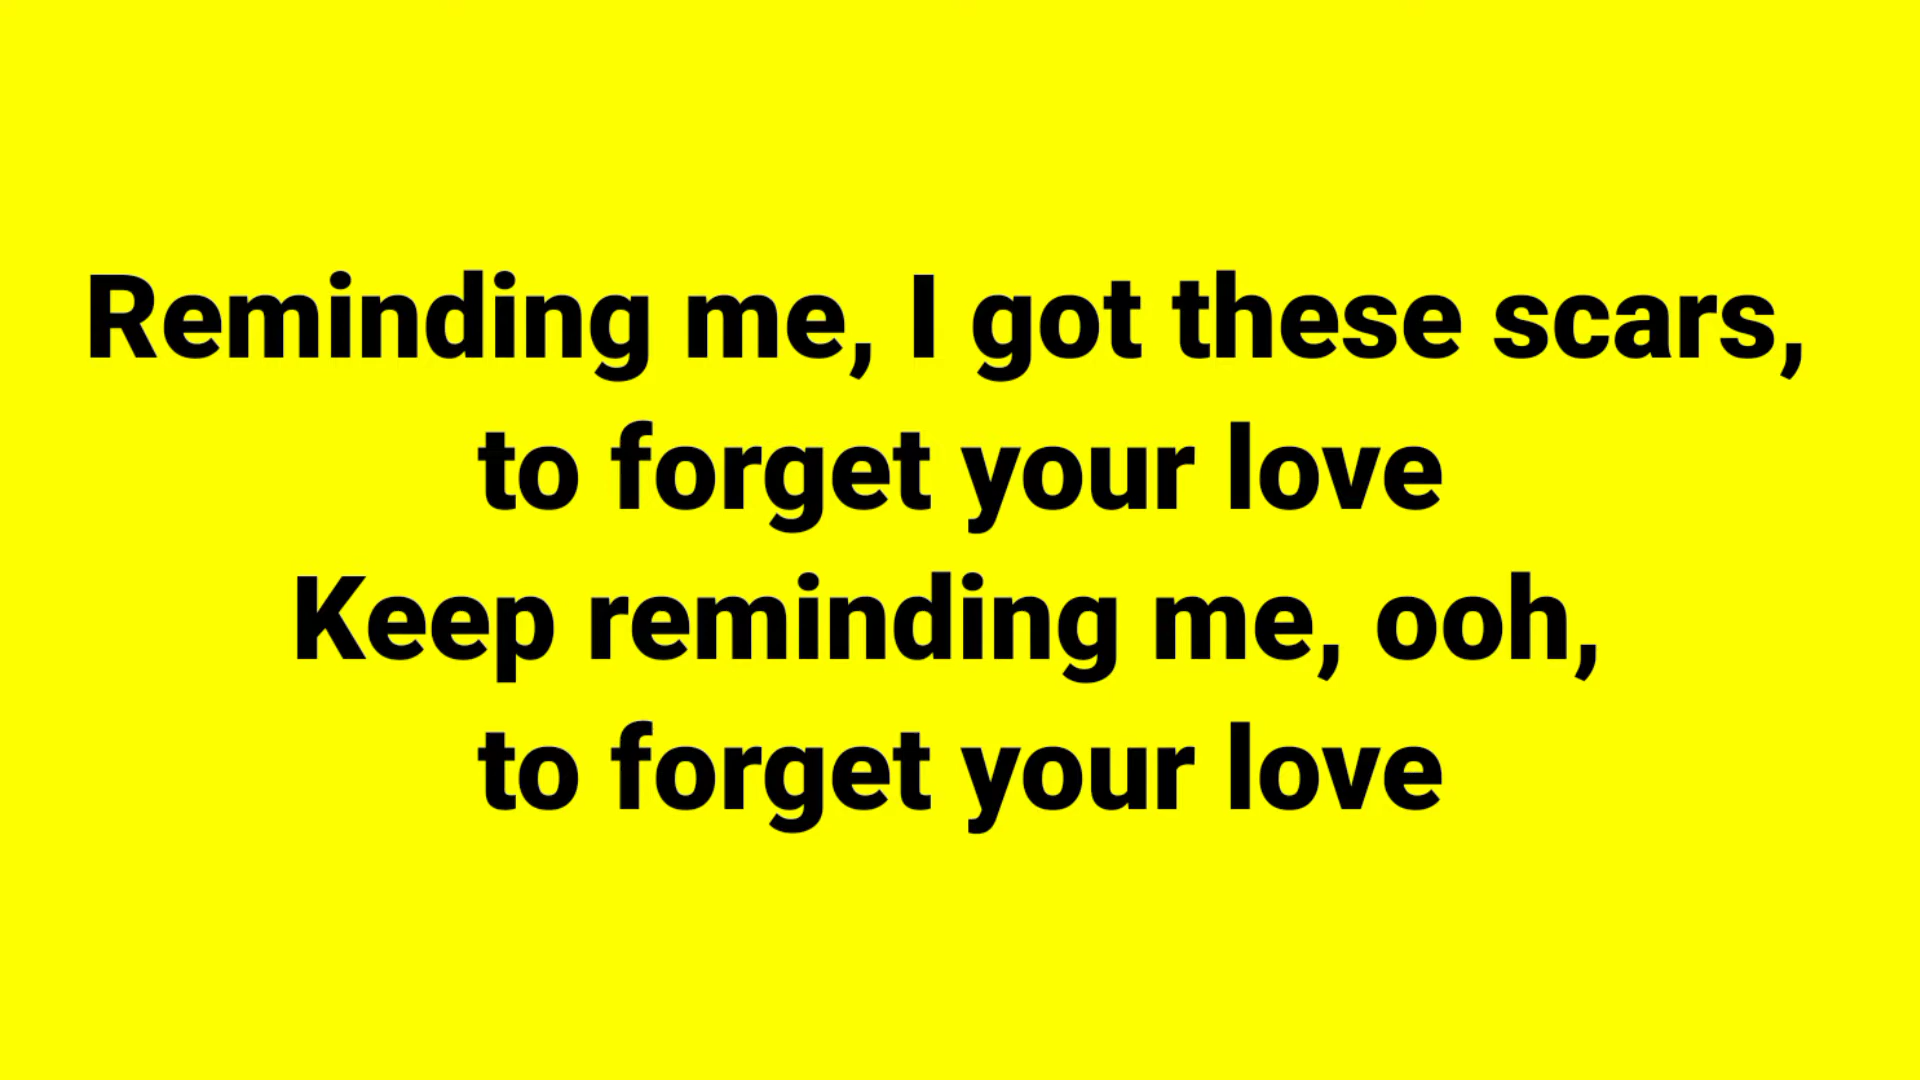 Reminding me, I got these scars,
to forget your love
Keep reminding me, ooh,
to forget your love